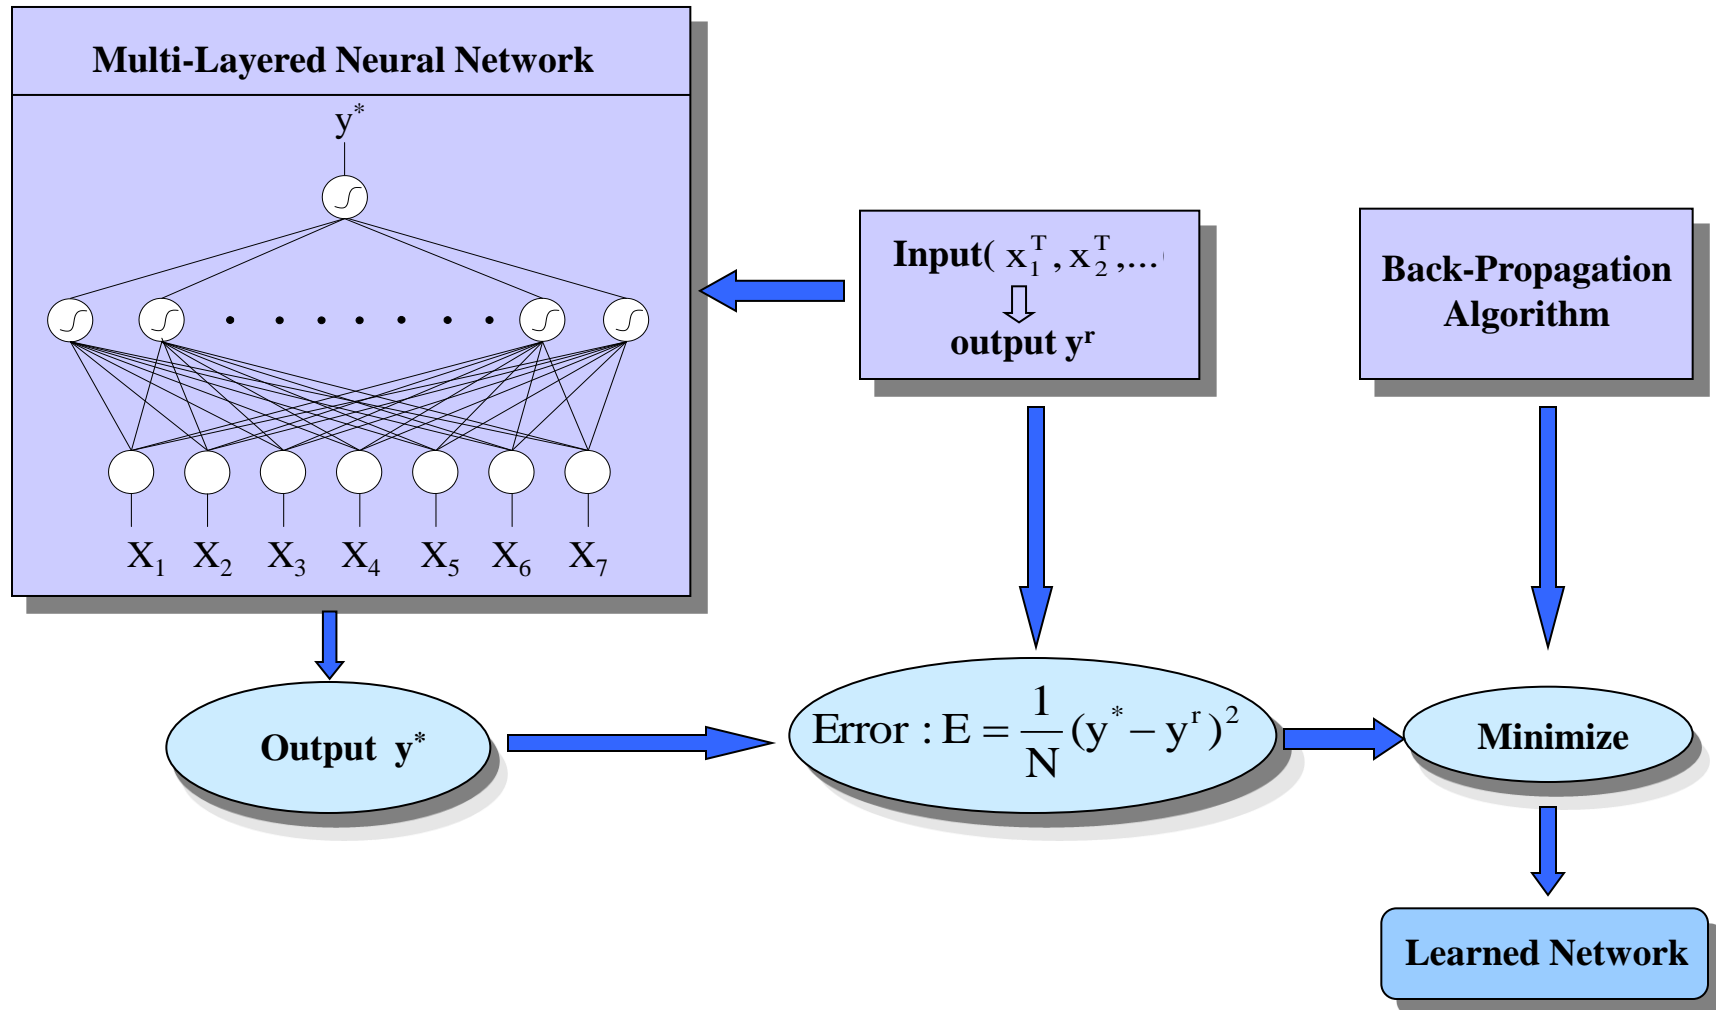 Multi-Layered Neural Network
y*
X₁ X₂ X₃ X₄ X₅ X₆ X₇
Input( x₁ᵀ, x₂ᵀ,...
output yʳ
Back-Propagation
Algorithm
Output y*
Error : E = 1/N (y* − yʳ)²
Minimize
Learned Network